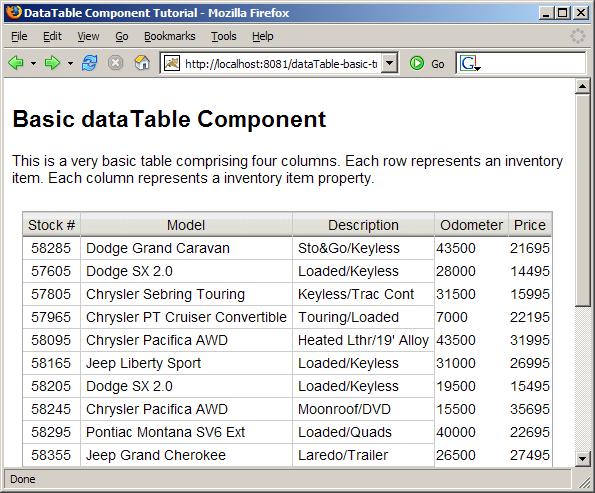 DataTable Component Tutorial - Mozilla Firefox
File Edit View Go Bookmarks Tools Help
http://localhost:8081/dataTable-basic-t Go G
Basic dataTable Component
This is a very basic table comprising four columns. Each row represents an inventory
item. Each column represents a inventory item property.
Stock # Model Description Odometer Price
58285 Dodge Grand Caravan Sto&Go/Keyless 43500 21695
57605 Dodge SX 2.0 Loaded/Keyless 28000 14495
57805 Chrysler Sebring Touring Keyless/Trac Cont 31500 15995
57965 Chrysler PT Cruiser Convertible Touring/Loaded 7000 22195
58095 Chrysler Pacifica AWD Heated Lthr/19' Alloy 43500 31995
58165 Jeep Liberty Sport Loaded/Keyless 31000 26995
58205 Dodge SX 2.0 Loaded/Keyless 19500 15495
58245 Chrysler Pacifica AWD Moonroof/DVD 15500 35695
58295 Pontiac Montana SV6 Ext Loaded/Quads 40000 22695
58355 Jeep Grand Cherokee Laredo/Trailer 26500 27495
Done